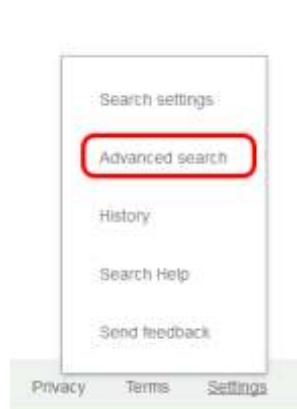 Search settings
Advanced search
History
Search Help
Send feedback
Privacy Terms Settings